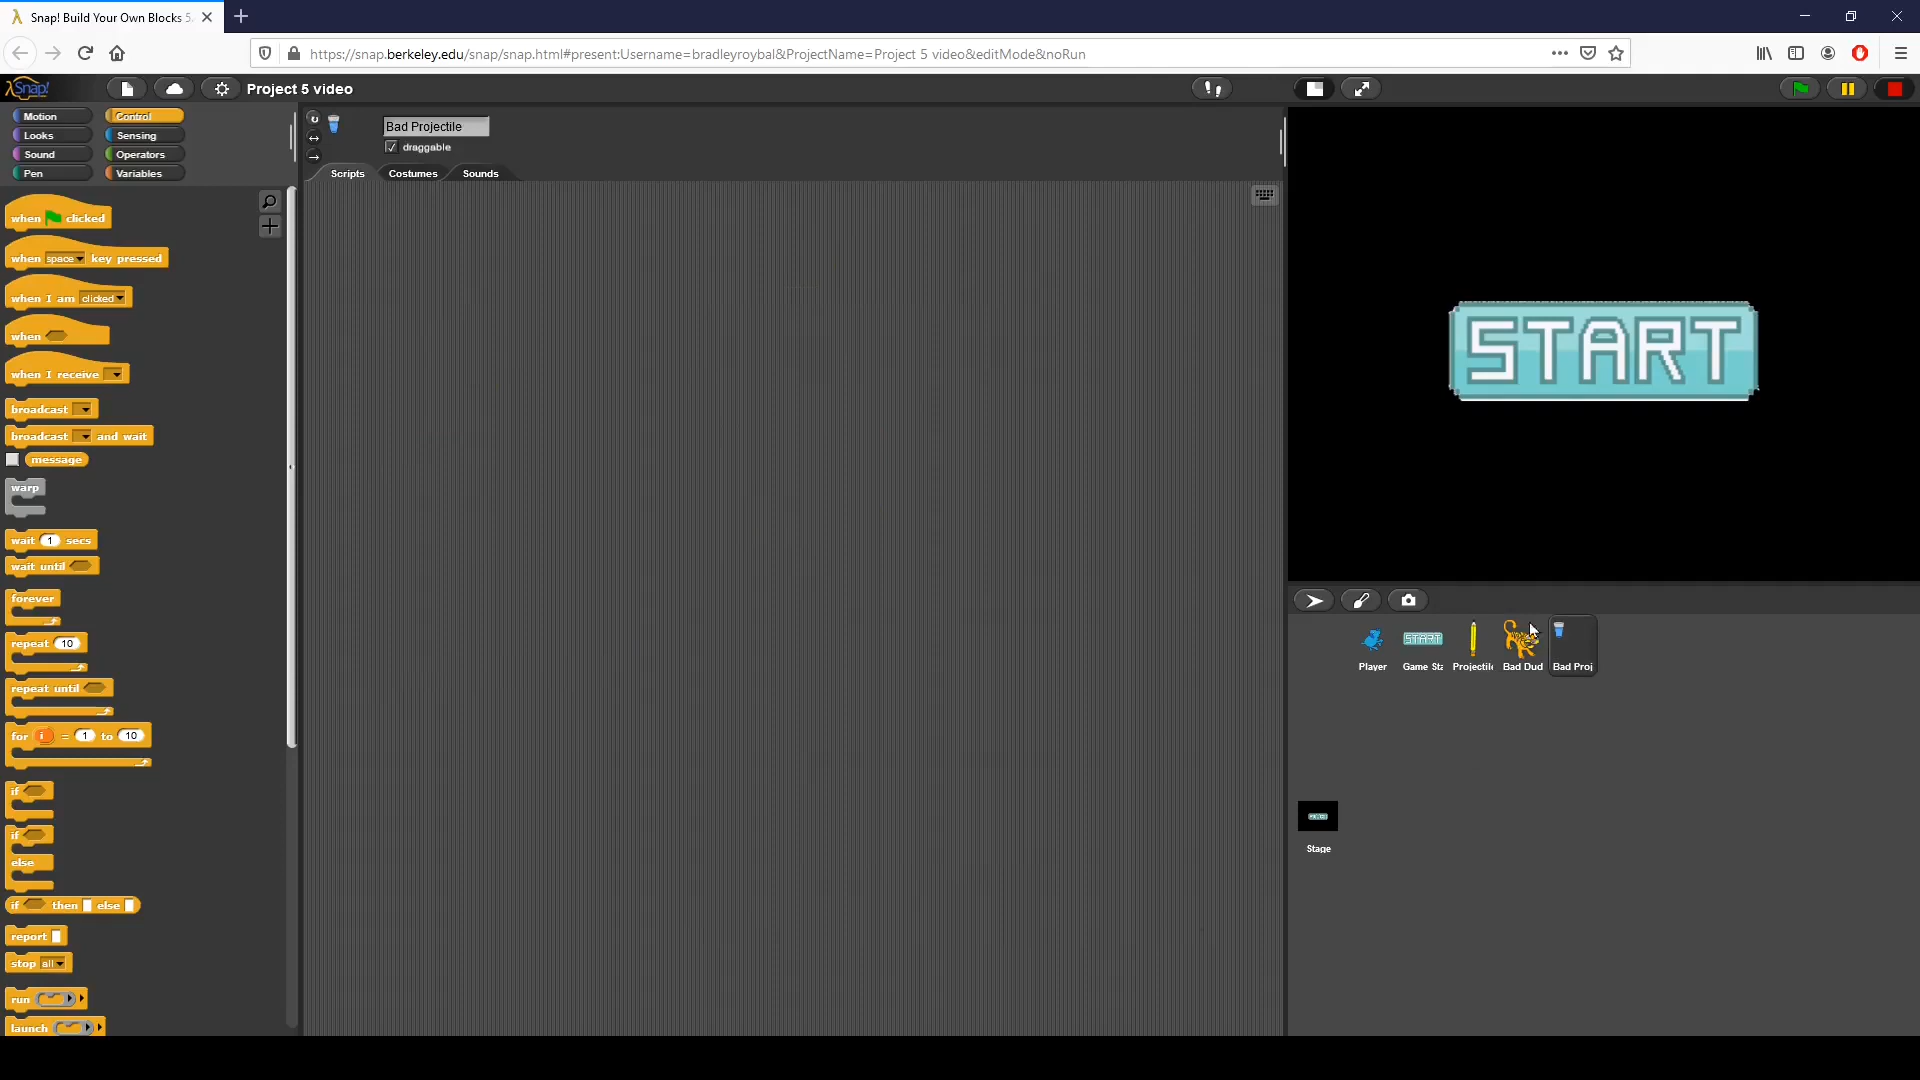 Snap! Build Your Own Blocks 5.
https://snap.berkeley.edu/snap/snap.html#present:Username=bradleyroybal&ProjectName=Project 5 video&editMode&noRun
Snap!
Project 5 video
Motion
Control
Looks
Sensing
Sound
Operators
Pen
Variables
Bad Projectile
draggable
Scripts
Costumes
Sounds
when clicked
when space key pressed
when I am clicked
when
when I receive
broadcast
broadcast and wait
message
warp
wait 1 secs
wait until
forever
repeat 10
repeat until
for i = 1 to 10
if
if
else
if then else
report
stop all
run
launch
START
START
Player
Game Sta
Projectile
Bad Dud
Bad Proj
Stage